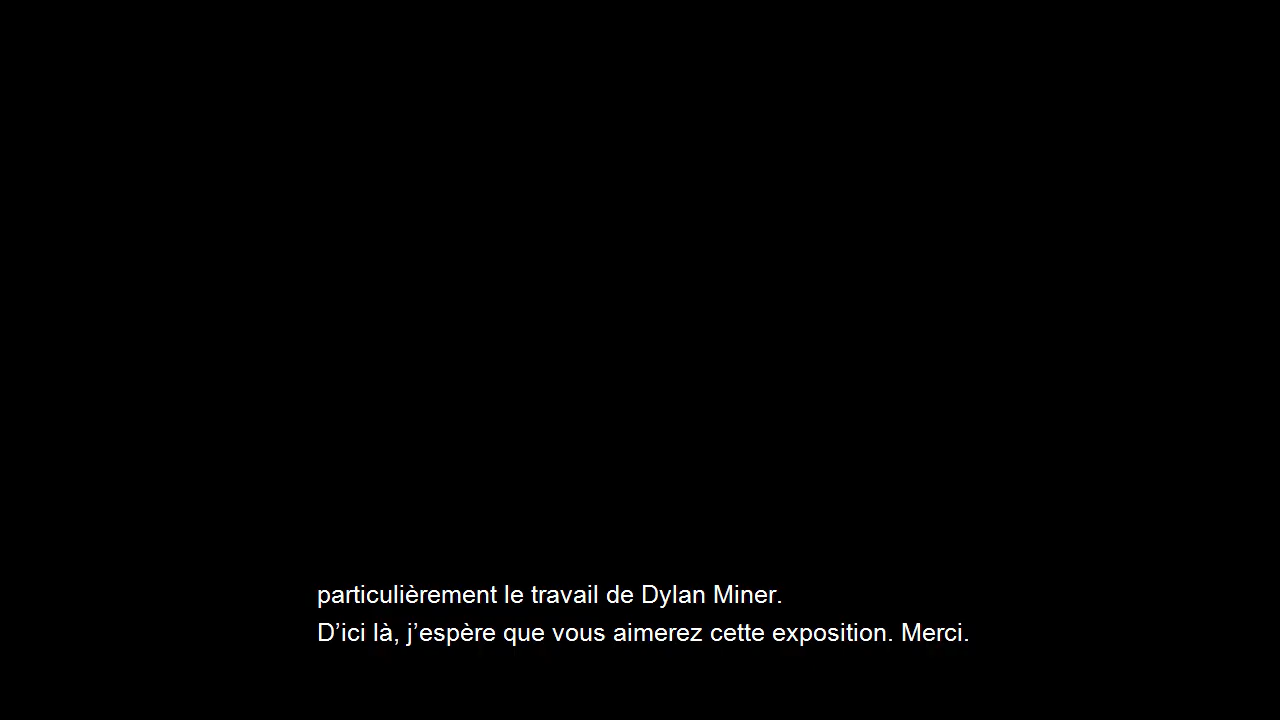 particulièrement le travail de Dylan Miner.
D’ici là, j’espère que vous aimerez cette exposition. Merci.